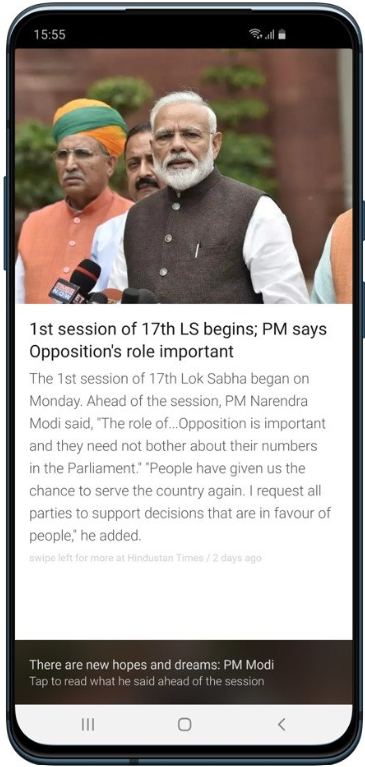 15:55
1st session of 17th LS begins; PM says
Opposition's role important
The 1st session of 17th Lok Sabha began on
Monday. Ahead of the session, PM Narendra
Modi said, "The role of...Opposition is important
and they need not bother about their numbers
in the Parliament." "People have given us the
chance to serve the country again. I request all
parties to support decisions that are in favour of
people," he added.
swipe left for more at Hindustan Times / 2 days ago
There are new hopes and dreams: PM Modi
Tap to read what he said ahead of the session